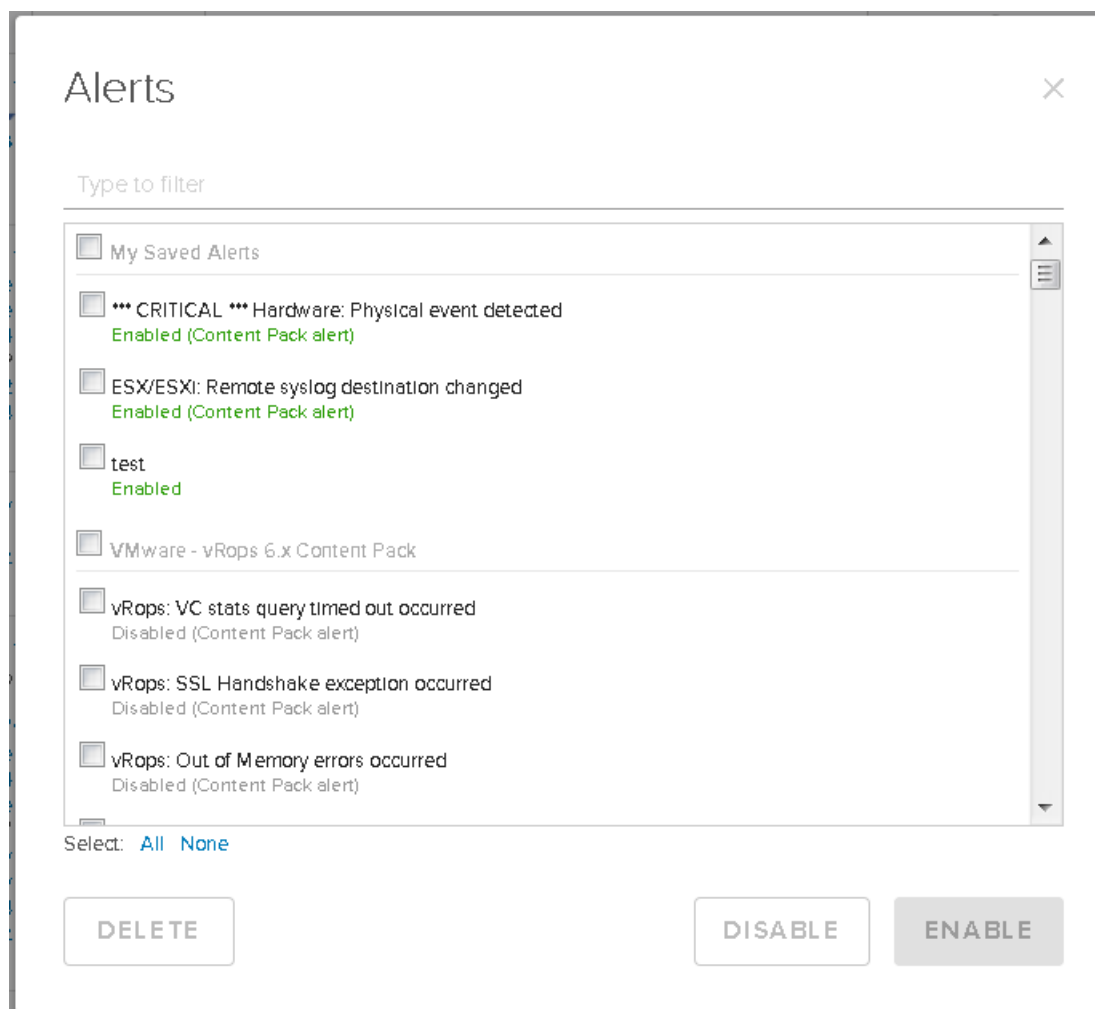 Alerts
Type to filter
My Saved Alerts
*** CRITICAL *** Hardware: Physical event detected
Enabled (Content Pack alert)
ESX/ESXi: Remote syslog destination changed
Enabled (Content Pack alert)
test
Enabled
VMware - vRops 6.x Content Pack
vRops: VC stats query timed out occurred
Disabled (Content Pack alert)
vRops: SSL Handshake exception occurred
Disabled (Content Pack alert)
vRops: Out of Memory errors occurred
Disabled (Content Pack alert)
Select: All None
DELETE DISABLE ENABLE